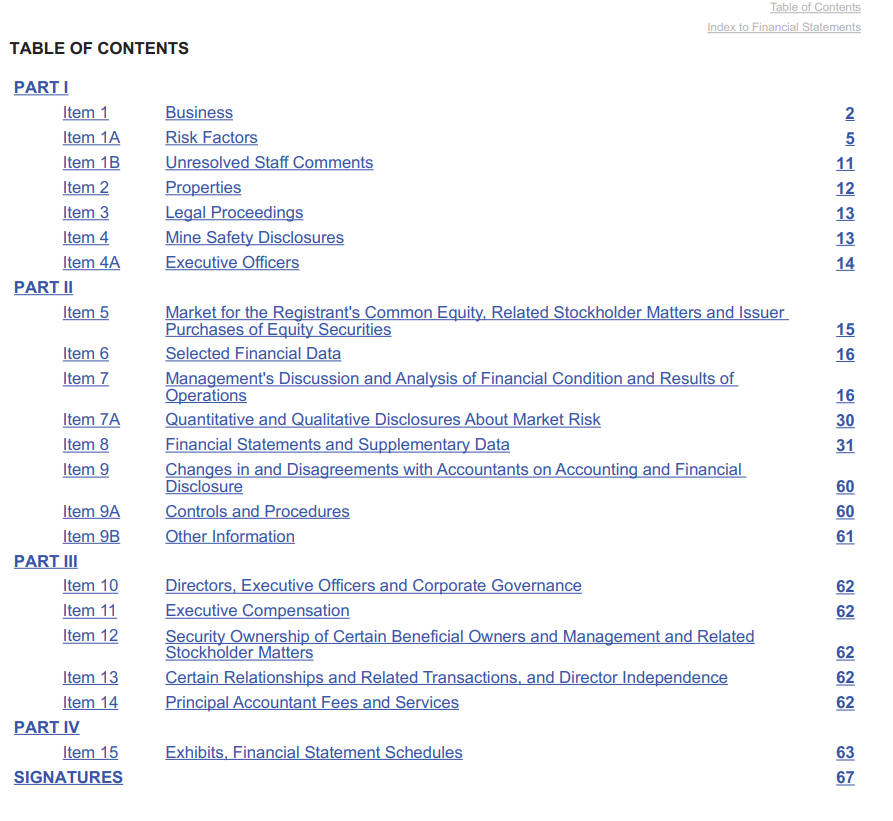 Table of Contents
Index to Financial Statements
TABLE OF CONTENTS
PART I
Item 1 Business 2
Item 1A Risk Factors 5
Item 1B Unresolved Staff Comments 11
Item 2 Properties 12
Item 3 Legal Proceedings 13
Item 4 Mine Safety Disclosures 13
Item 4A Executive Officers 14
PART II
Item 5 Market for the Registrant's Common Equity, Related Stockholder Matters and Issuer
Purchases of Equity Securities 15
Item 6 Selected Financial Data 16
Item 7 Management's Discussion and Analysis of Financial Condition and Results of
Operations 16
Item 7A Quantitative and Qualitative Disclosures About Market Risk 30
Item 8 Financial Statements and Supplementary Data 31
Item 9 Changes in and Disagreements with Accountants on Accounting and Financial
Disclosure 60
Item 9A Controls and Procedures 60
Item 9B Other Information 61
PART III
Item 10 Directors, Executive Officers and Corporate Governance 62
Item 11 Executive Compensation 62
Item 12 Security Ownership of Certain Beneficial Owners and Management and Related
Stockholder Matters 62
Item 13 Certain Relationships and Related Transactions, and Director Independence 62
Item 14 Principal Accountant Fees and Services 62
PART IV
Item 15 Exhibits, Financial Statement Schedules 63
SIGNATURES 67